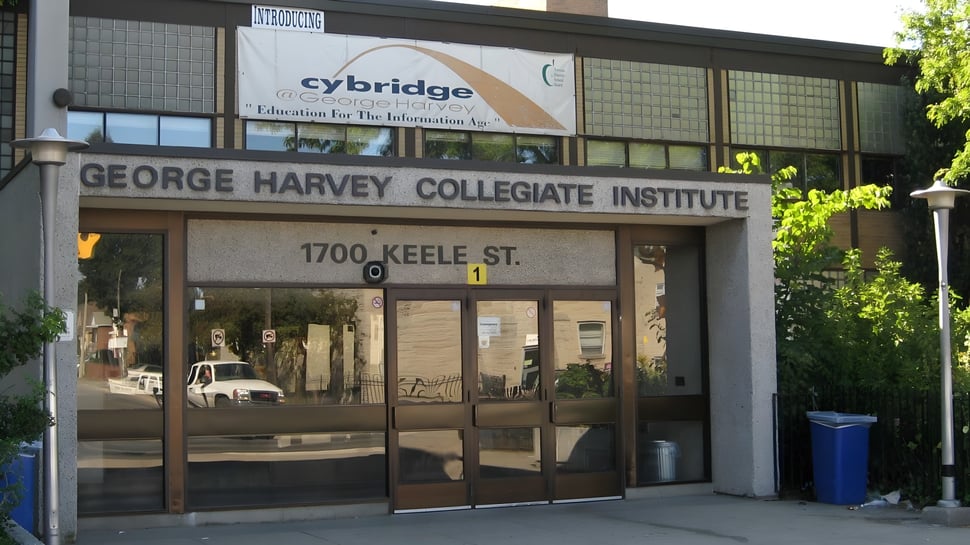 INTRODUCING
cybridge
@George Harvey
" Education For The Information Age "
GEORGE HARVEY COLLEGIATE INSTITUTE
1700 KEELE ST.
1